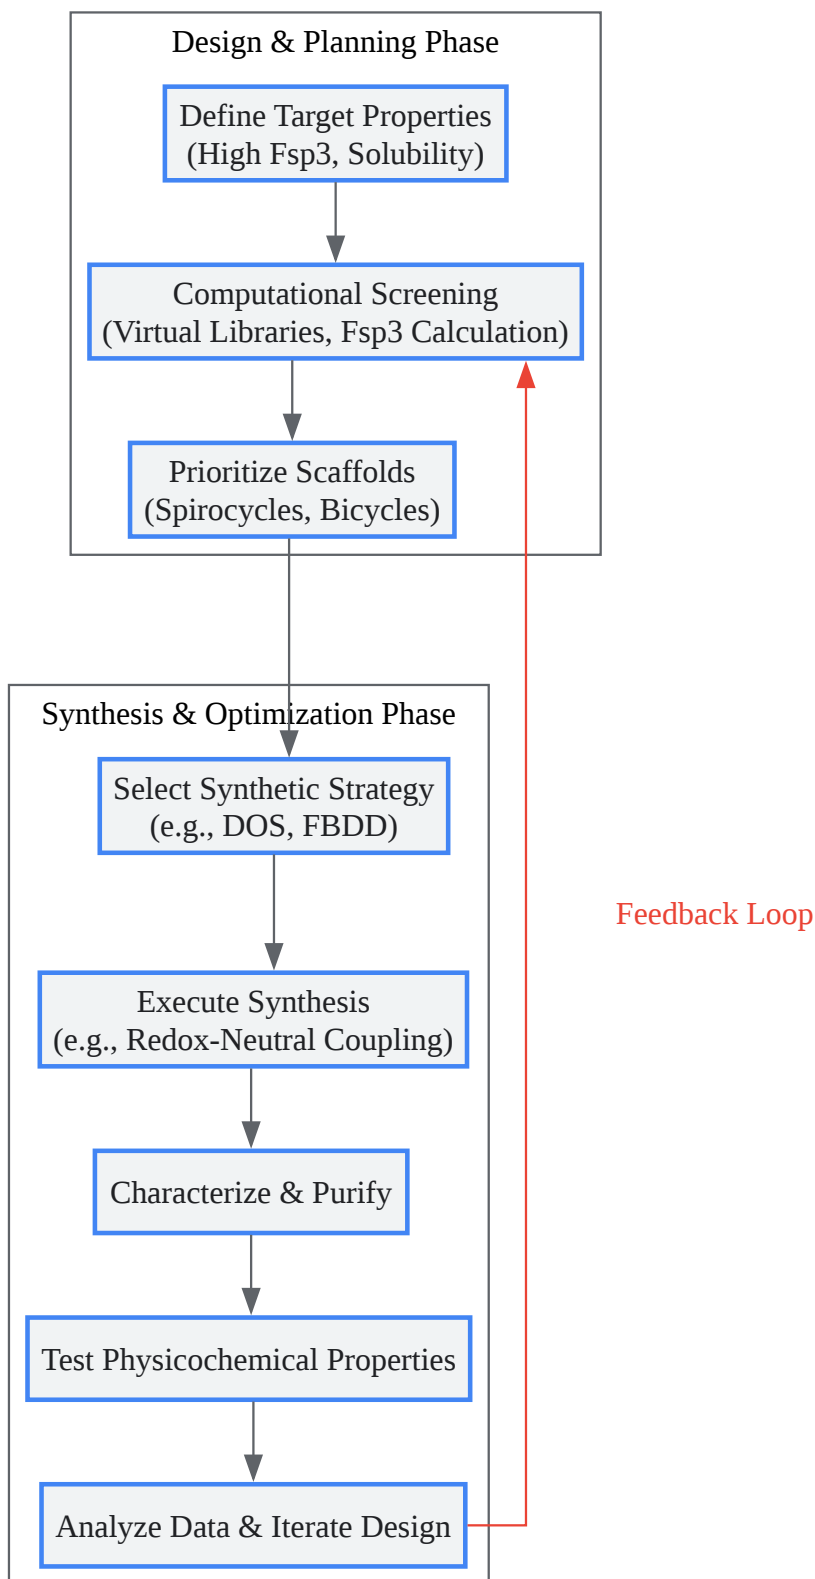 Design & Planning Phase
Define Target Properties
(High Fsp3, Solubility)
Computational Screening
(Virtual Libraries, Fsp3 Calculation)
Prioritize Scaffolds
(Spirocycles, Bicycles)
Synthesis & Optimization Phase
Select Synthetic Strategy
(e.g., DOS, FBDD)
Feedback Loop
Execute Synthesis
(e.g., Redox-Neutral Coupling)
Characterize & Purify
Test Physicochemical Properties
Analyze Data & Iterate Design